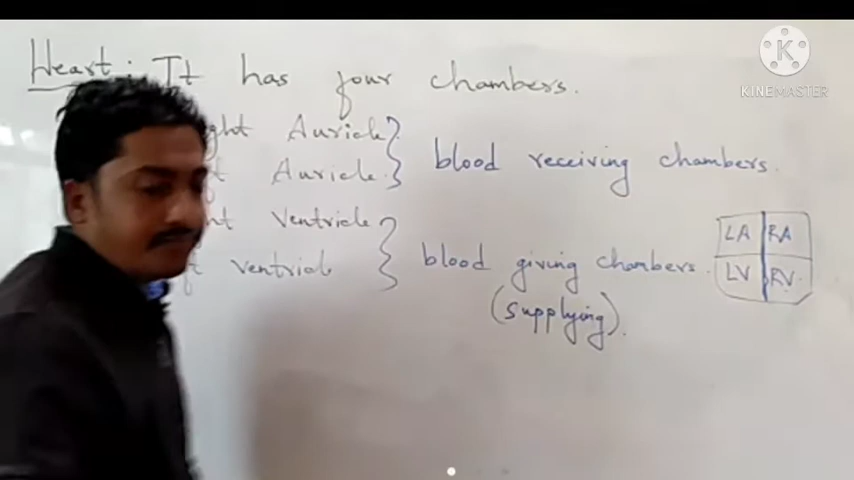 Heart : It has four chambers.
Auricle
Auricle. } blood receiving chambers.
Ventricle
ventricle } blood giving chambers.
(supplying).
LA RA
LV RV
K
KINEMASTER